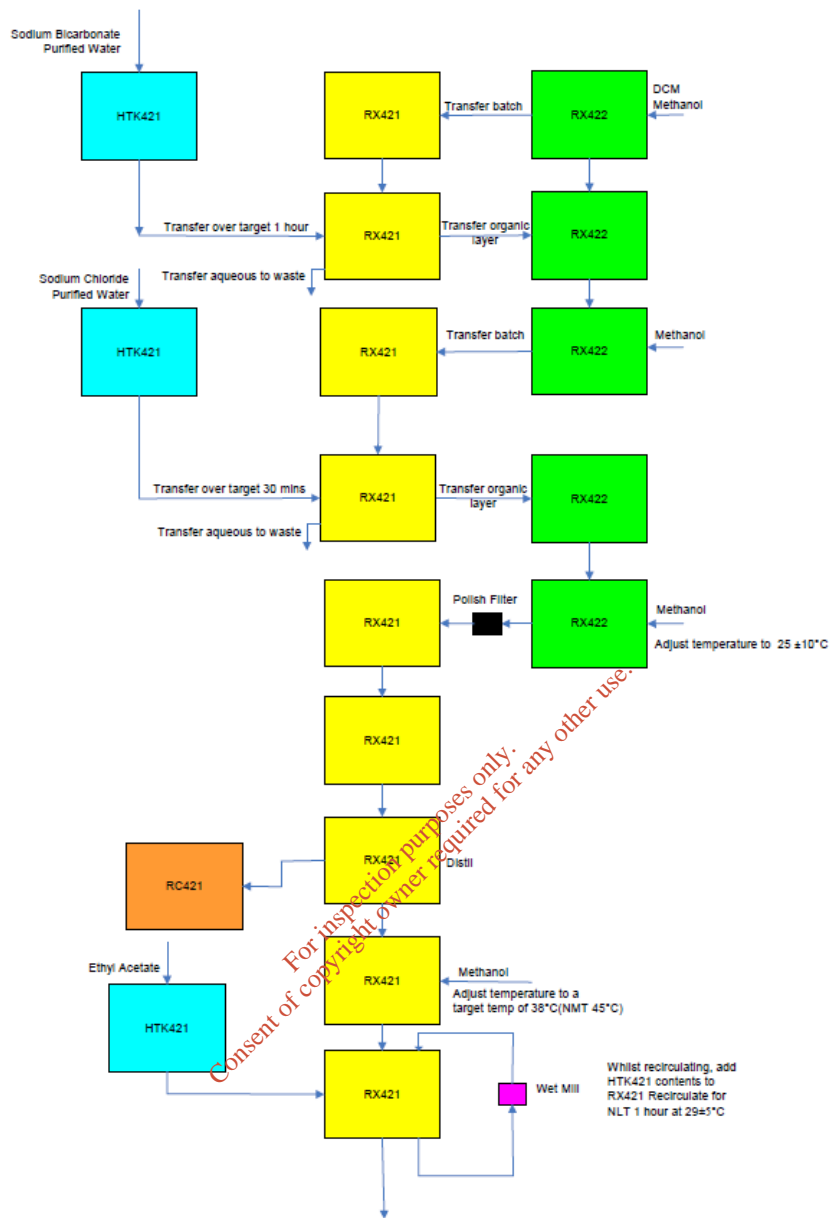 Sodium Bicarbonate
Purified Water
HTK421
RX421
Transfer batch
RX422
DCM
Methanol
Transfer over target 1 hour
RX421
Transfer organic
layer
RX422
Transfer aqueous to waste
Sodium Chloride
Purified Water
HTK421
RX421
Transfer batch
RX422
Methanol
Transfer over target 30 mins
RX421
Transfer organic
layer
RX422
Transfer aqueous to waste
RX421
Polish Filter
RX422
Methanol
Adjust temperature to 25 ±10°C
RX421
RX421
Distil
RC421
Ethyl Acetate
HTK421
RX421
Methanol
Adjust temperature to a
target temp of 38°C(NMT 45°C)
RX421
Wet Mill
Whilst recirculating, add
HTK421 contents to
RX421 Recirculate for
NLT 1 hour at 29±5°C
For inspection purposes only.
Consent of copyright owner required for any other use.